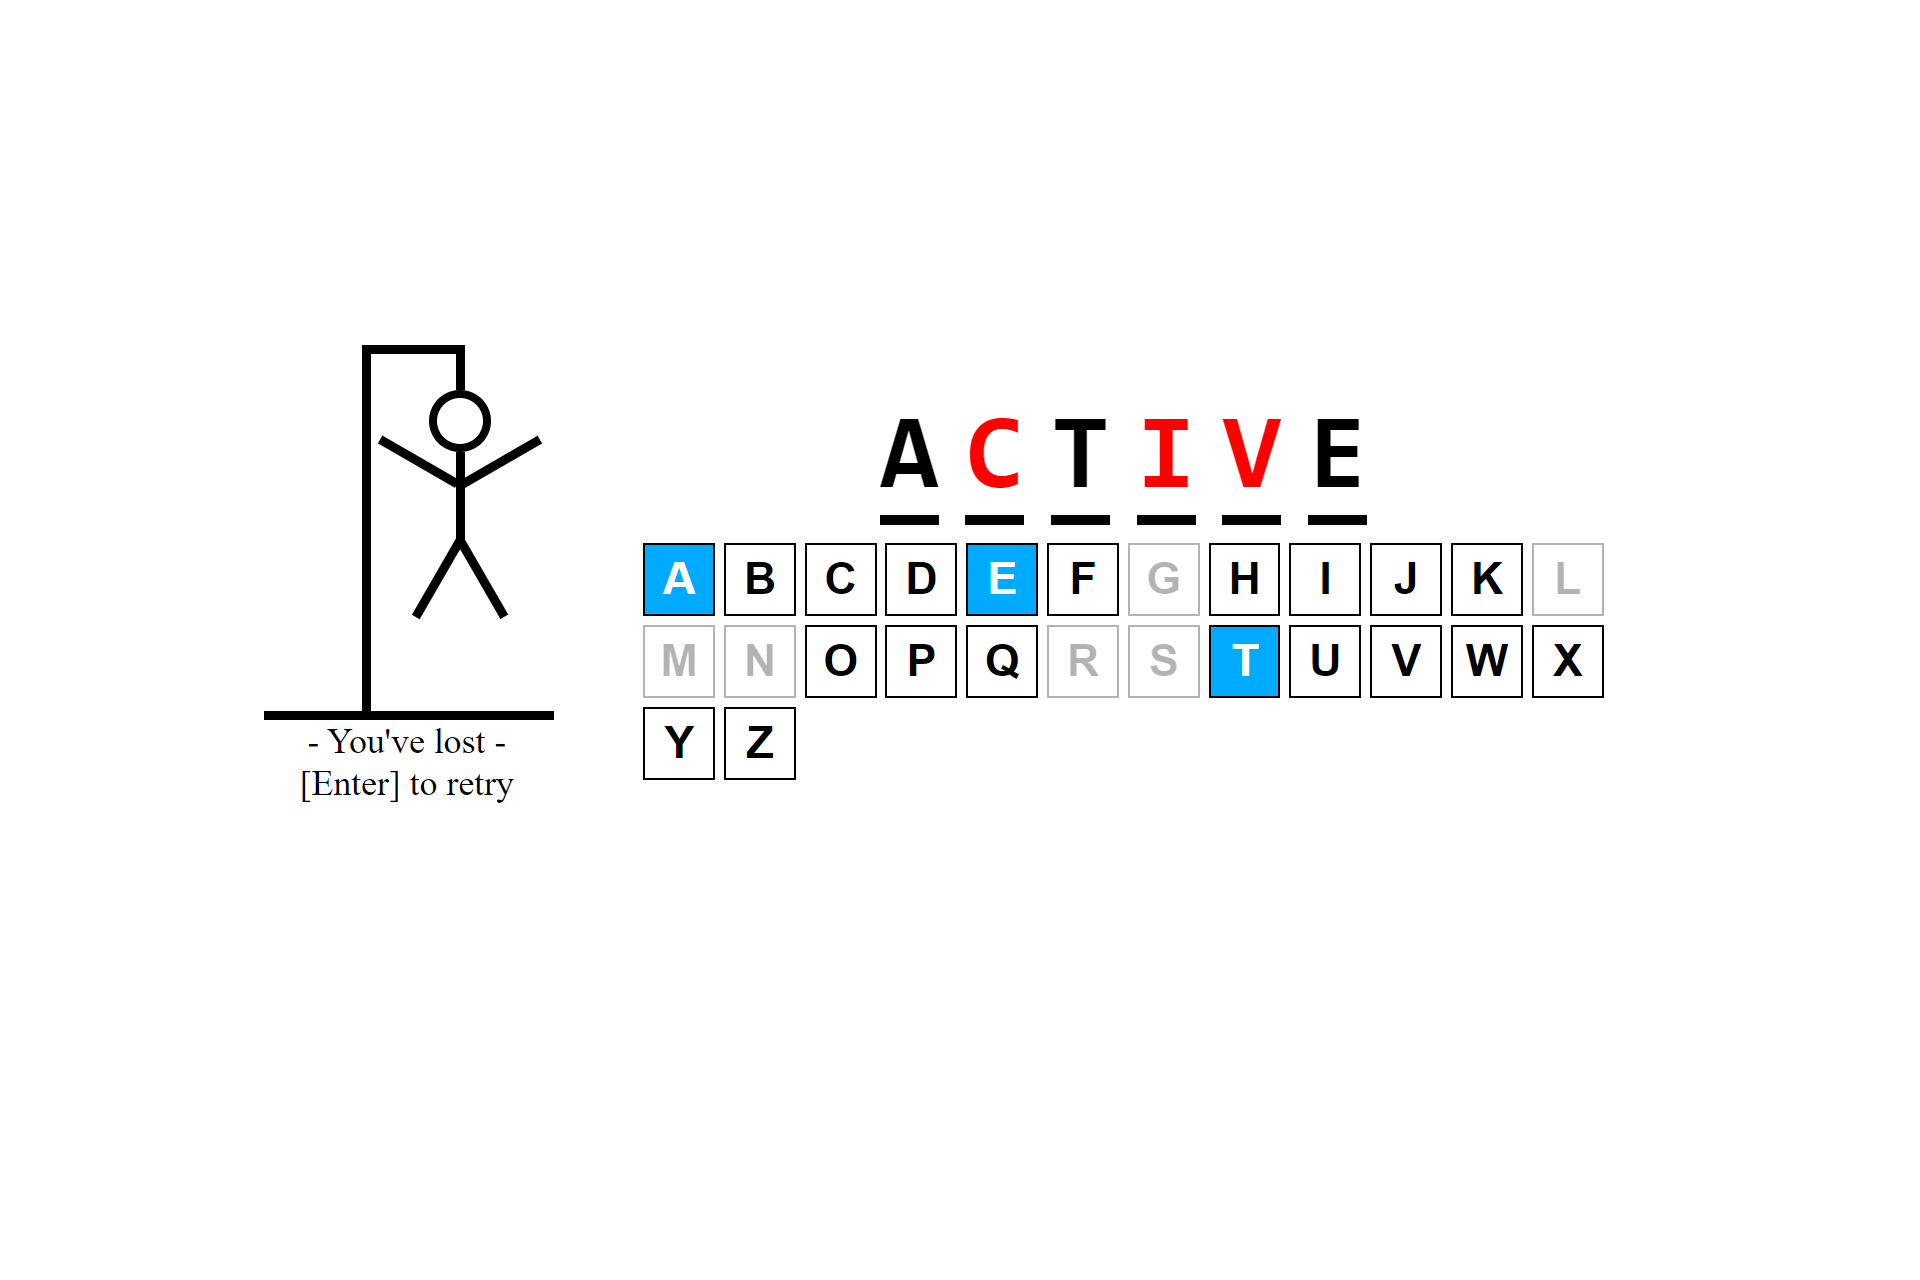 A C T I V E
A B C D E F G H I J K L
M N O P Q R S T U V W X
Y Z
- You've lost -
[Enter] to retry